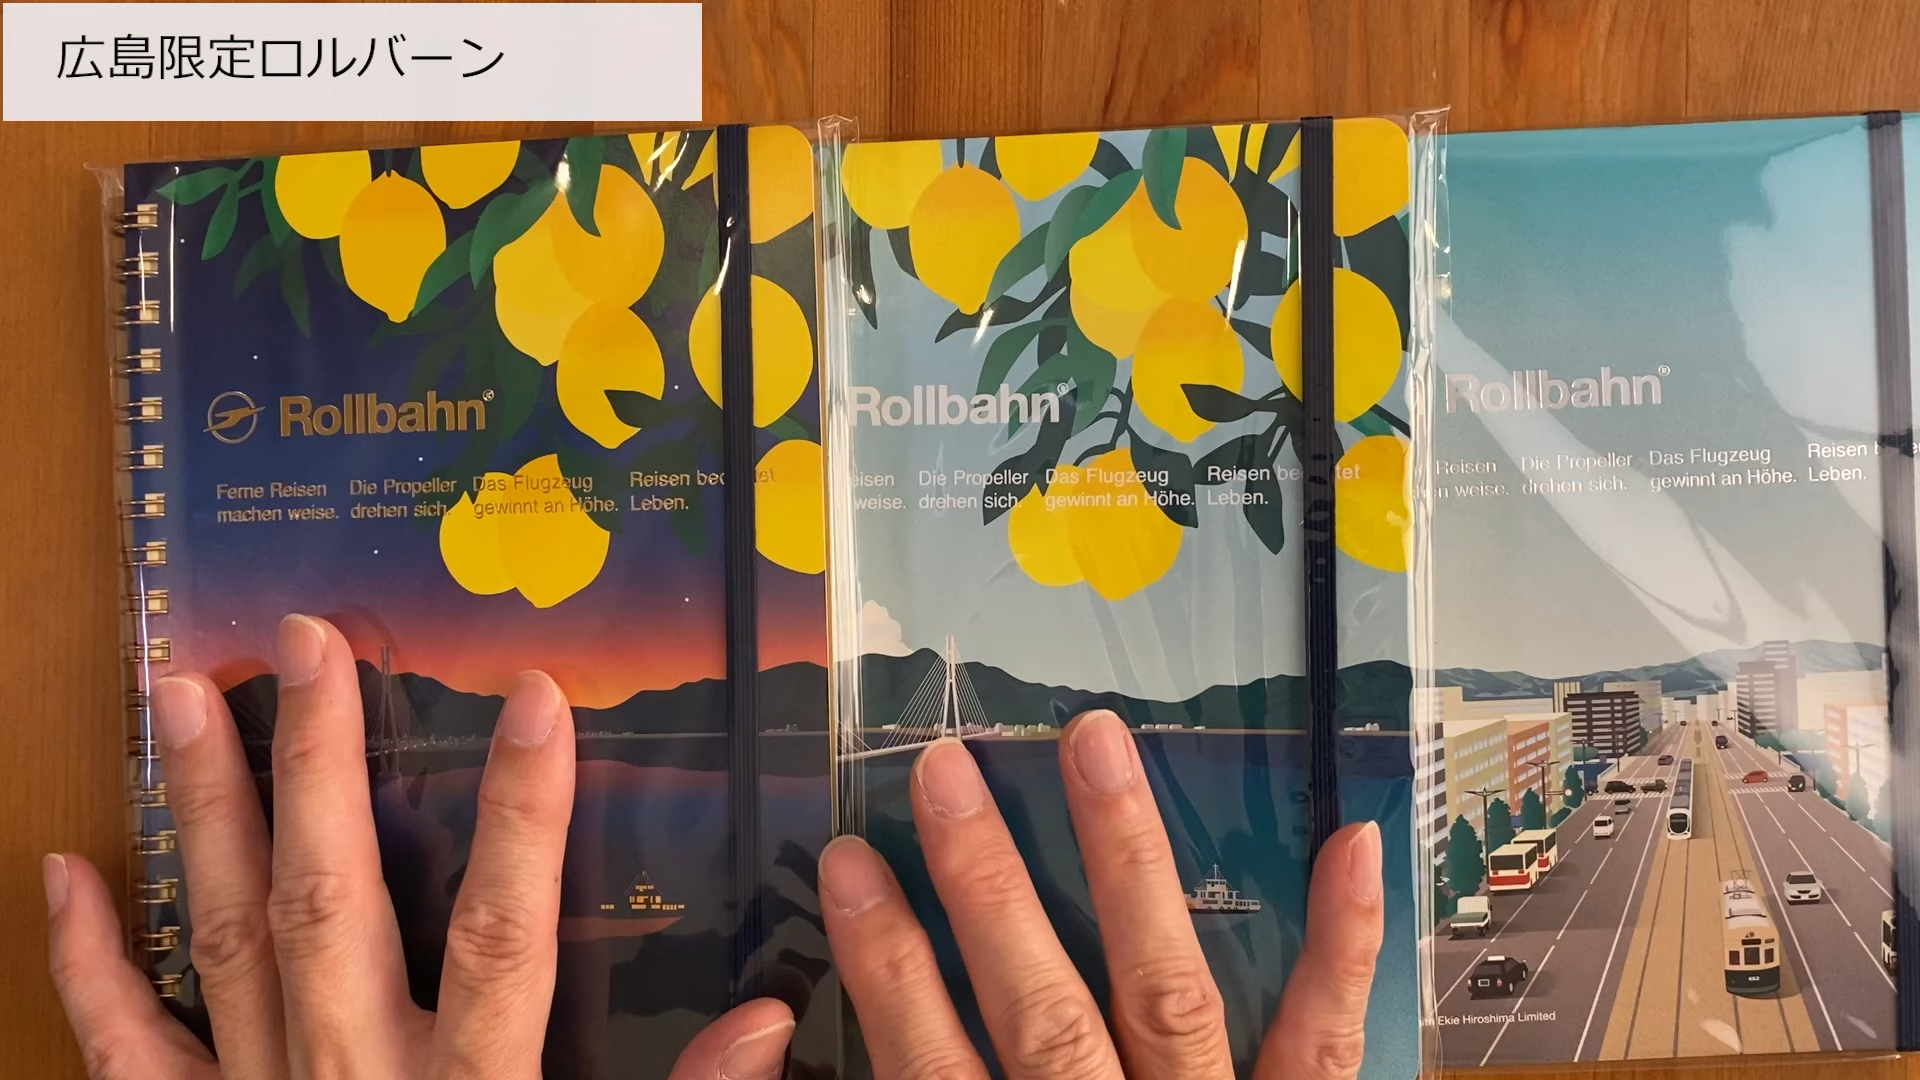 広島限定ロルバーン
Rollbahn®
Ferne Reisen
machen weise.
Die Propeller
drehen sich.
Das Flugzeug
gewinnt an Höhe.
Reisen
Leben.
Rollbahn®
eisen
weise.
Die Propeller
drehen sich.
Das Flugzeug
gewinnt an Höhe.
Reisen
Leben.
Rollbahn®
Reisen
weise.
Die Propeller
drehen sich.
Das Flugzeug
gewinnt an Höhe.
Reisen
Leben.
Ekie Hiroshima Limited